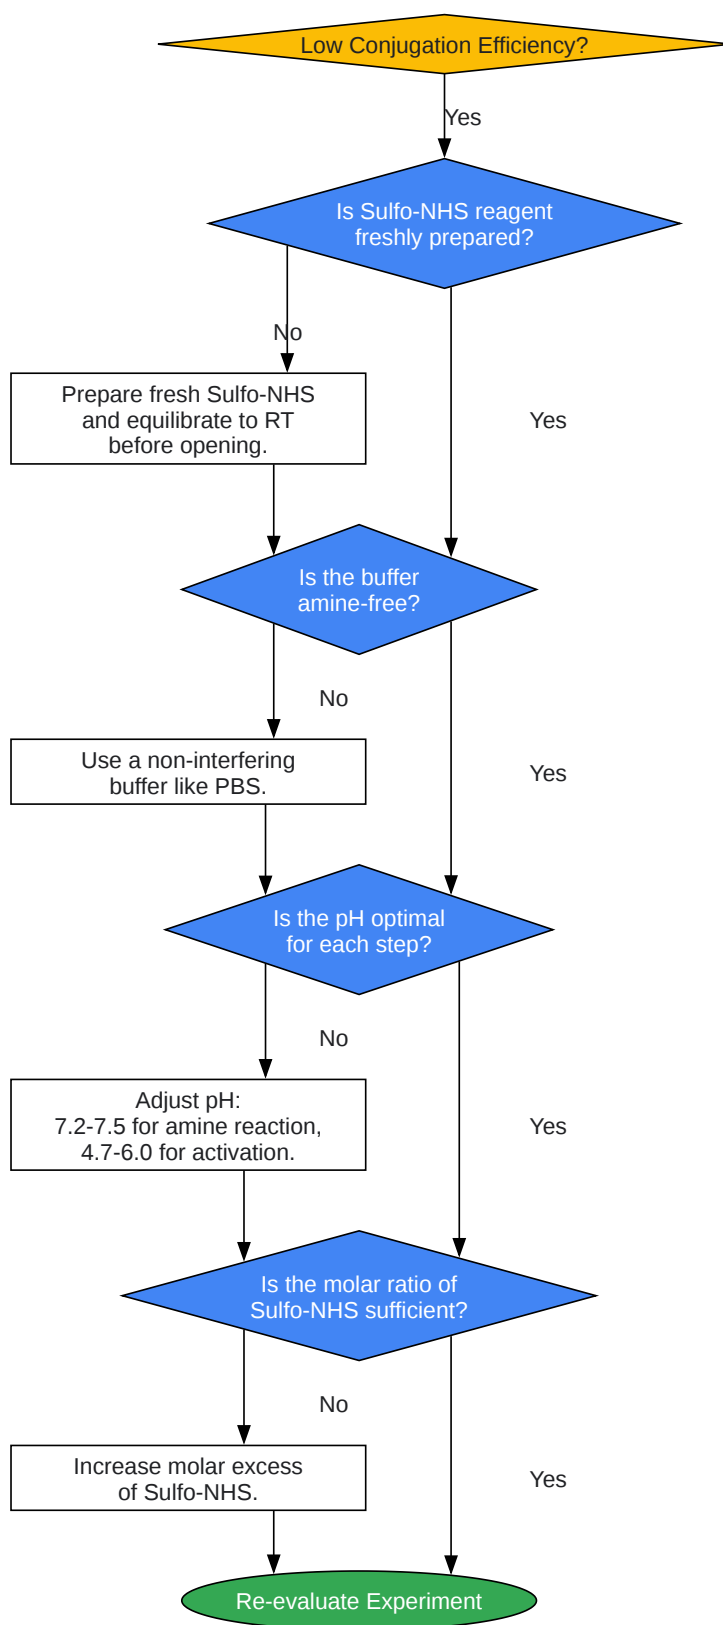 Low Conjugation Efficiency?
Yes
Is Sulfo-NHS reagent
freshly prepared?
No
Prepare fresh Sulfo-NHS
and equilibrate to RT
before opening.
Yes
Is the buffer
amine-free?
No
Use a non-interfering
buffer like PBS.
Yes
Is the pH optimal
for each step?
No
Adjust pH:
7.2-7.5 for amine reaction,
4.7-6.0 for activation.
Yes
Is the molar ratio of
Sulfo-NHS sufficient?
No
Increase molar excess
of Sulfo-NHS.
Yes
Re-evaluate Experiment